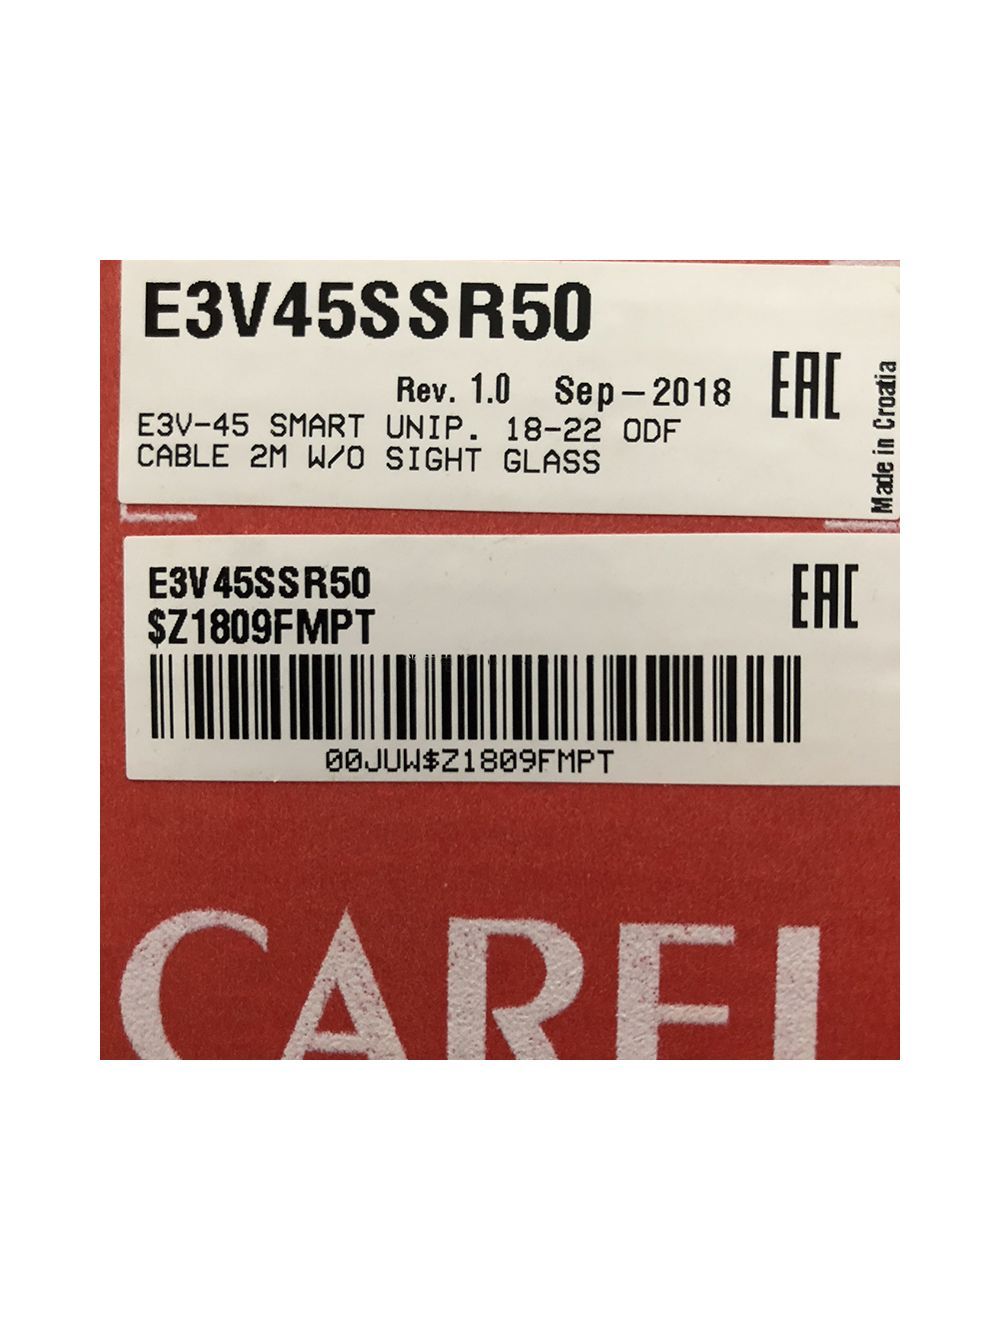 E3V45SSR50
Rev. 1.0 Sep-2018
EAC
Made in Croatia
E3V-45 SMART UNIP. 18-22 ODF
CABLE 2M W/O SIGHT GLASS
E3V45SSR50
EAC
$Z1809FMPT
00JUW$Z1809FMPT
CAREL